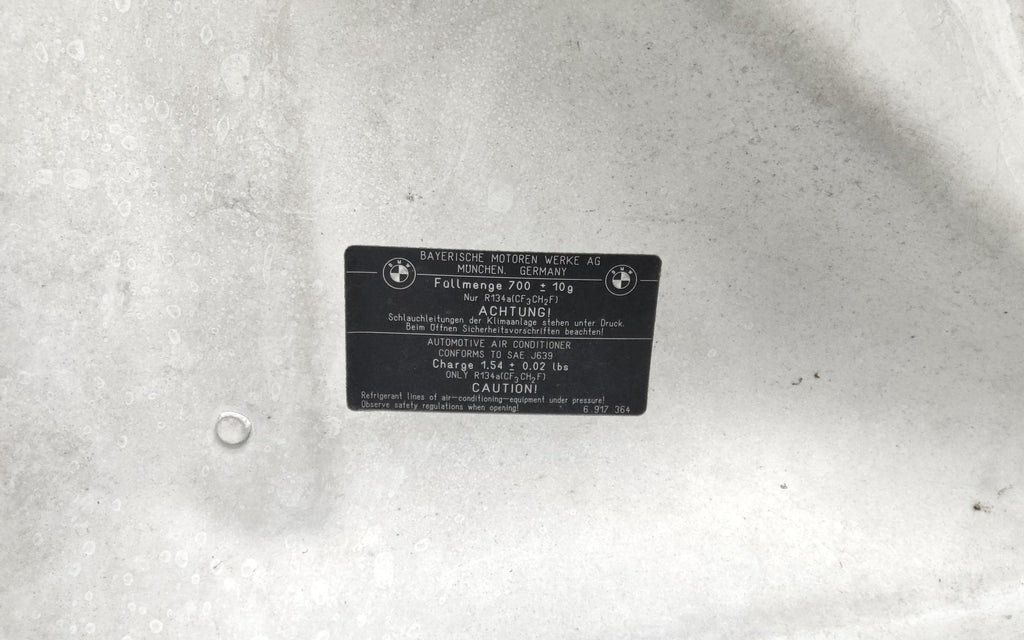 BAYERISCHE MOTOREN WERKE AG
MÜNCHEN, GERMANY
BMW
BMW
Füllmenge 700 ± 10g
Nur R134a(CF3CH2F)
ACHTUNG!
Schlauchleitungen der Klimaanlage stehen unter Druck.
Beim Öffnen Sicherheitsvorschriften beachten!
AUTOMOTIVE AIR CONDITIONER
CONFORMS TO SAE J639
Charge 1.54 ± 0.02 lbs
ONLY R134a(CF3CH2F)
CAUTION!
Refrigerant lines of air-conditioning-equipment under pressure!
Observe safety regulations when opening!
6 917 364